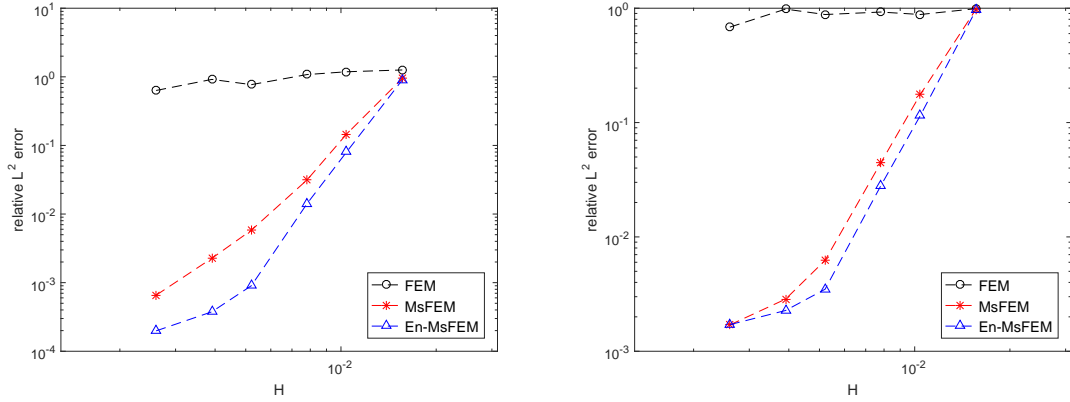 10^1
10^0
10^-1
10^-2
10^-3
10^-4
relative L^2 error
10^-2
H
FEM
MsFEM
En-MsFEM
10^0
10^-1
10^-2
10^-3
relative L^2 error
10^-2
H
FEM
MsFEM
En-MsFEM